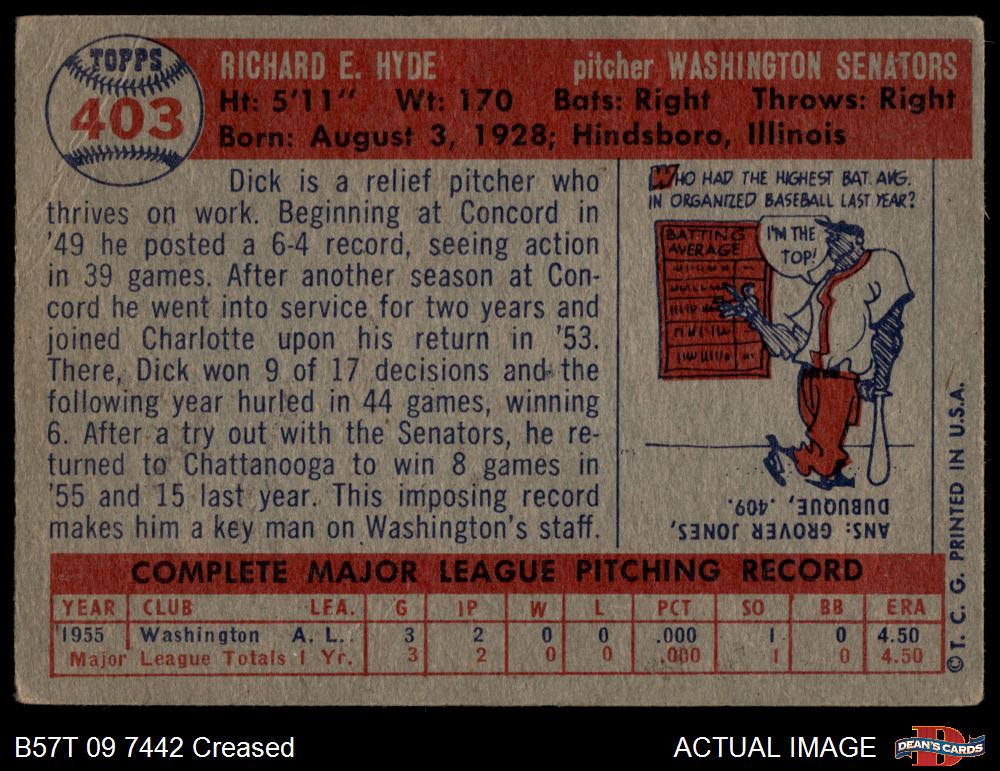 TOPPS
403
RICHARD E. HYDE pitcher WASHINGTON SENATORS
Ht: 5'11" Wt: 170 Bats: Right Throws: Right
Born: August 3, 1928; Hindsboro, Illinois
Dick is a relief pitcher who
thrives on work. Beginning at Concord in
'49 he posted a 6-4 record, seeing action
in 39 games. After another season at Con-
cord he went into service for two years and
joined Charlotte upon his return in '53.
There, Dick won 9 of 17 decisions and the
following year hurled in 44 games, winning
6. After a try out with the Senators, he re-
turned to Chattanooga to win 8 games in
'55 and 15 last year. This imposing record
makes him a key man on Washington's staff.
WHO HAD THE HIGHEST BAT. AVG.
IN ORGANIZED BASEBALL LAST YEAR?
BATTING
AVERAGE
I'M THE
TOP!
ANS: GROVER JONES,
DUBUQUE, .409.
COMPLETE MAJOR LEAGUE PITCHING RECORD
YEAR CLUB LEA. G IP W L PCT SO BB ERA
1955 Washington A. L. 3 2 0 0 .000 1 0 4.50
Major League Totals 1 Yr. 3 2 0 0 .000 1 0 4.50
© T. C. G. PRINTED IN U.S.A.
B57T 09 7442 Creased ACTUAL IMAGE
DEAN'S CARDS